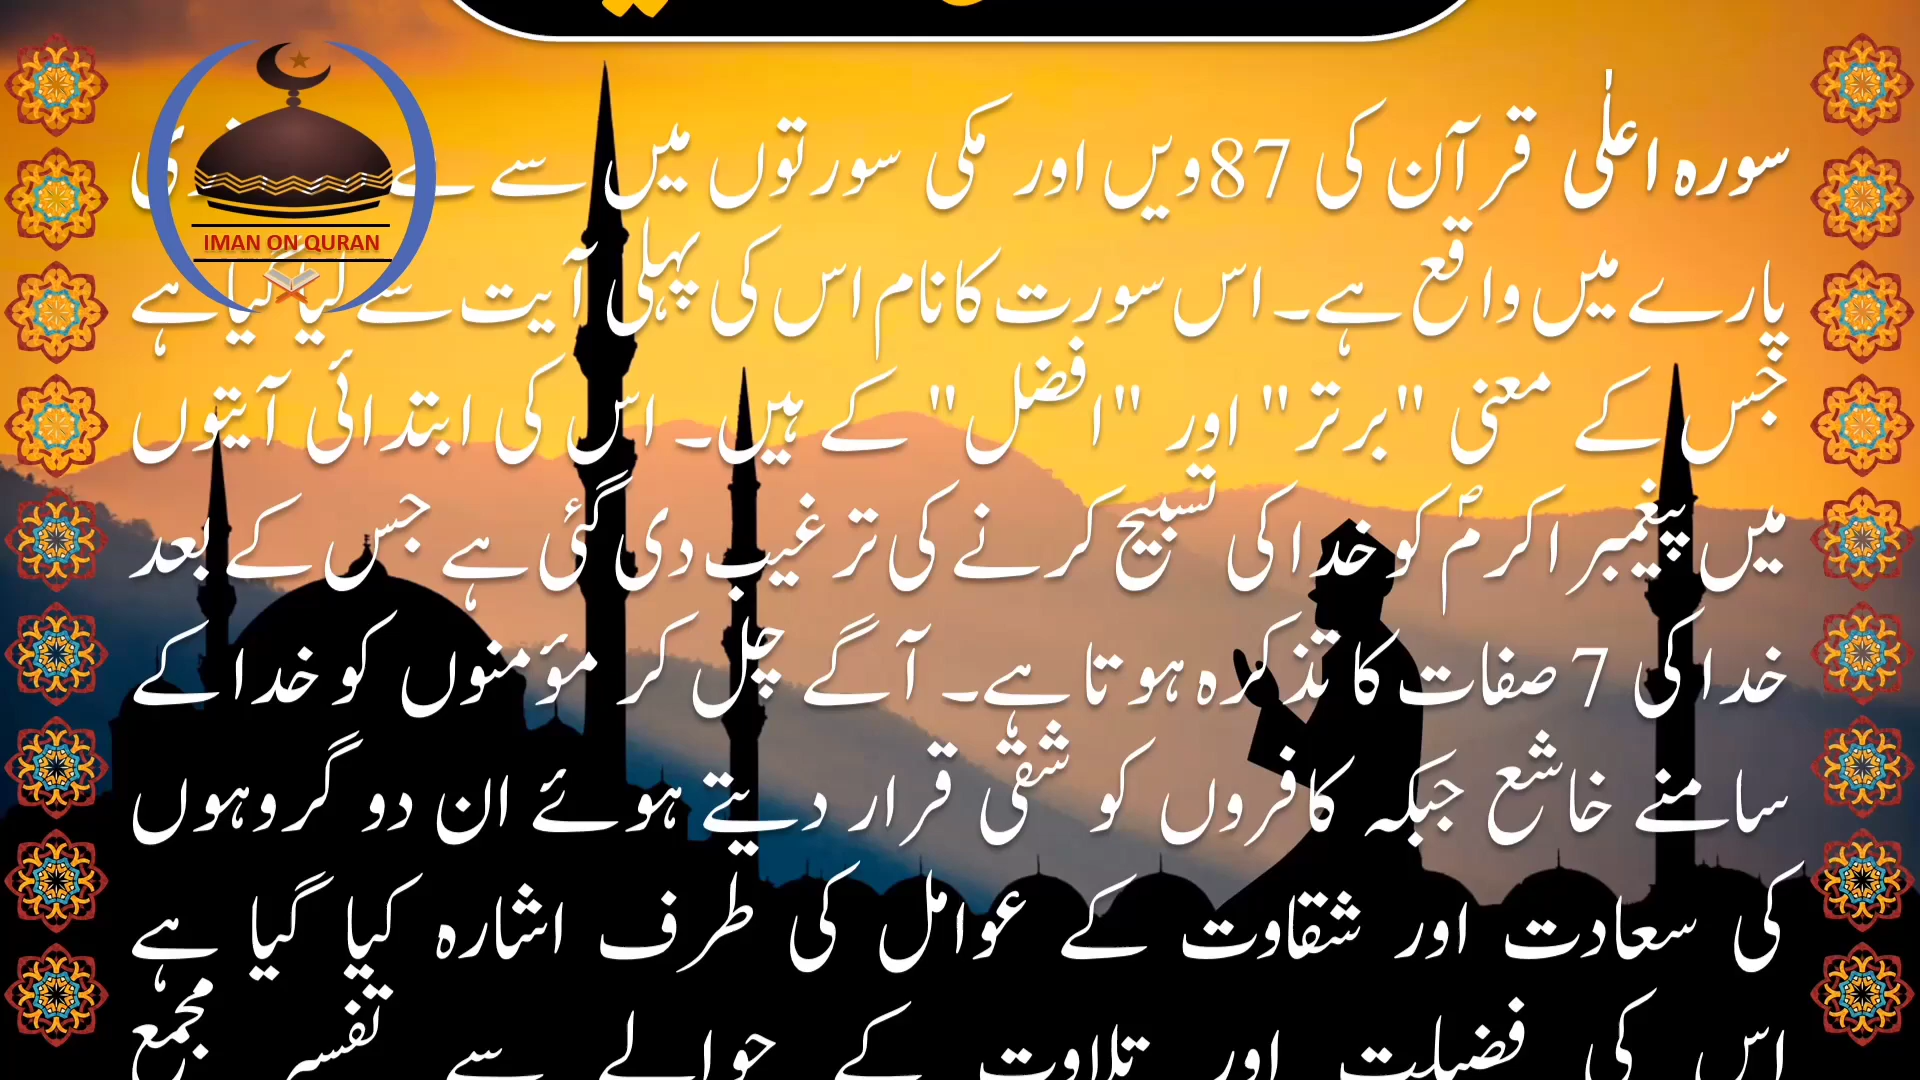 سورہ اعلٰی قرآن کی 87ویں اور مکی سورتوں میں سے ہے
IMAN ON QURAN
پارے میں واقع ہے۔ اس سورت کا نام اس کی پہلی آیت سے لیا گیا ہے
جس کے معنی "برتر" اور "افضل" کے ہیں۔ اس کی ابتدائی آیتوں
میں پیغمبر اکرمؐ کو خدا کی تسبیح کرنے کی ترغیب دی گئی ہے جس کے بعد
خدا کی 7 صفات کا تذکرہ ہوتا ہے۔ آگے چل کر مؤمنوں کو خدا کے
سامنے خاشع جبکہ کافروں کو شقی قرار دیتے ہوئے ان دو گروہوں
کی سعادت اور شقاوت کے عوامل کی طرف اشارہ کیا گیا ہے
اس کی فضیلت اور تلاوت کے حوالے سے تفسیر مجمع